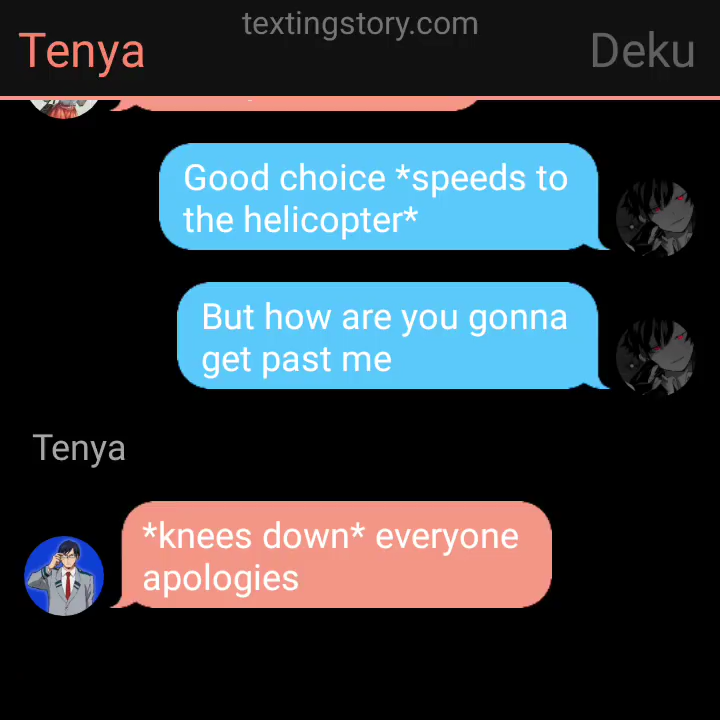 textingstory.com
Tenya
Deku
Good choice *speeds to
the helicopter*
But how are you gonna
get past me
Tenya
*knees down* everyone
apologies